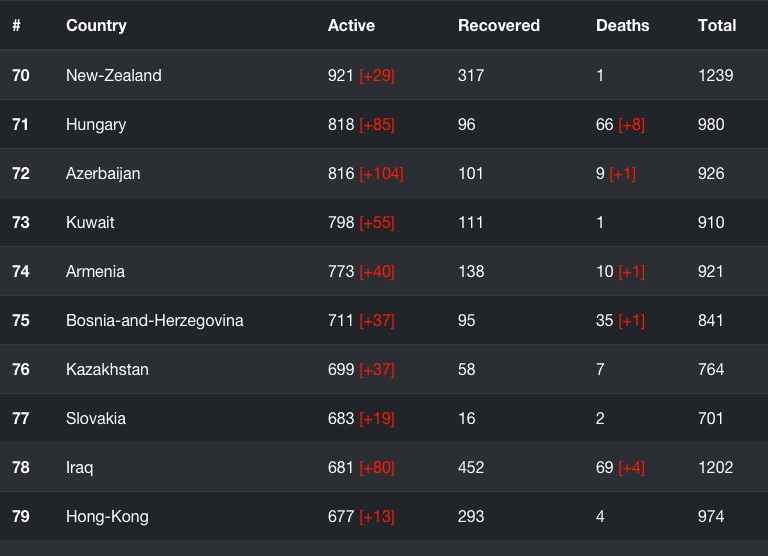 # Country Active Recovered Deaths Total
70 New-Zealand 921 [+29] 317 1 1239
71 Hungary 818 [+85] 96 66 [+8] 980
72 Azerbaijan 816 [+104] 101 9 [+1] 926
73 Kuwait 798 [+55] 111 1 910
74 Armenia 773 [+40] 138 10 [+1] 921
75 Bosnia-and-Herzegovina 711 [+37] 95 35 [+1] 841
76 Kazakhstan 699 [+37] 58 7 764
77 Slovakia 683 [+19] 16 2 701
78 Iraq 681 [+80] 452 69 [+4] 1202
79 Hong-Kong 677 [+13] 293 4 974